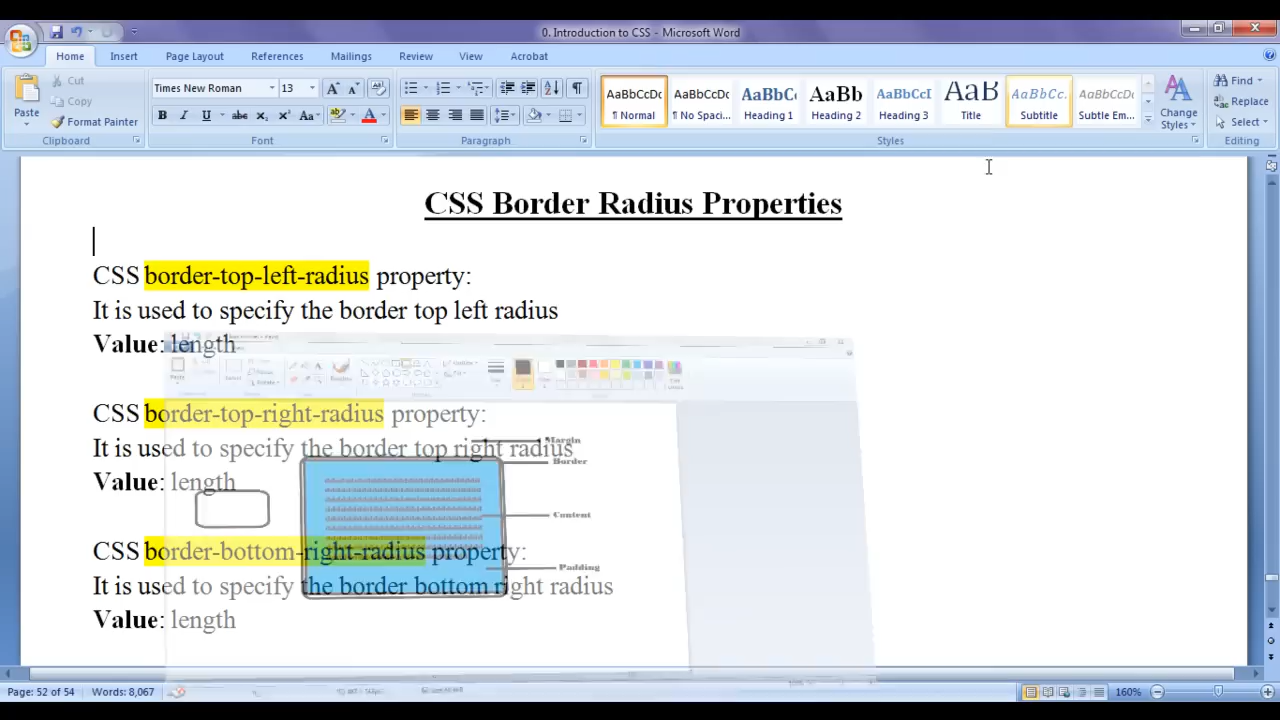 0. Introduction to CSS - Microsoft Word
Home Insert Page Layout References Mailings Review View Acrobat
Paste
Cut
Copy
Format Painter
Clipboard
Times New Roman 13
Font
Paragraph
AaBbCcDc AaBbCcDc AaBbC AaBb AaBbCcI AaB AaBbCc. AaBbCcDc
¶ Normal ¶ No Spaci... Heading 1 Heading 2 Heading 3 Title Subtitle Subtle Em...
Change Styles
Styles
Find
Replace
Select
Editing
CSS Border Radius Properties
CSS border-top-left-radius property:
It is used to specify the border top left radius
Value: length
CSS border-top-right-radius property:
It is used to specify the border top right radius
Value: length
CSS border-bottom-right-radius property:
It is used to specify the border bottom right radius
Value: length
Margin
Border
Content
Padding
Page: 52 of 54 Words: 8,067 160%